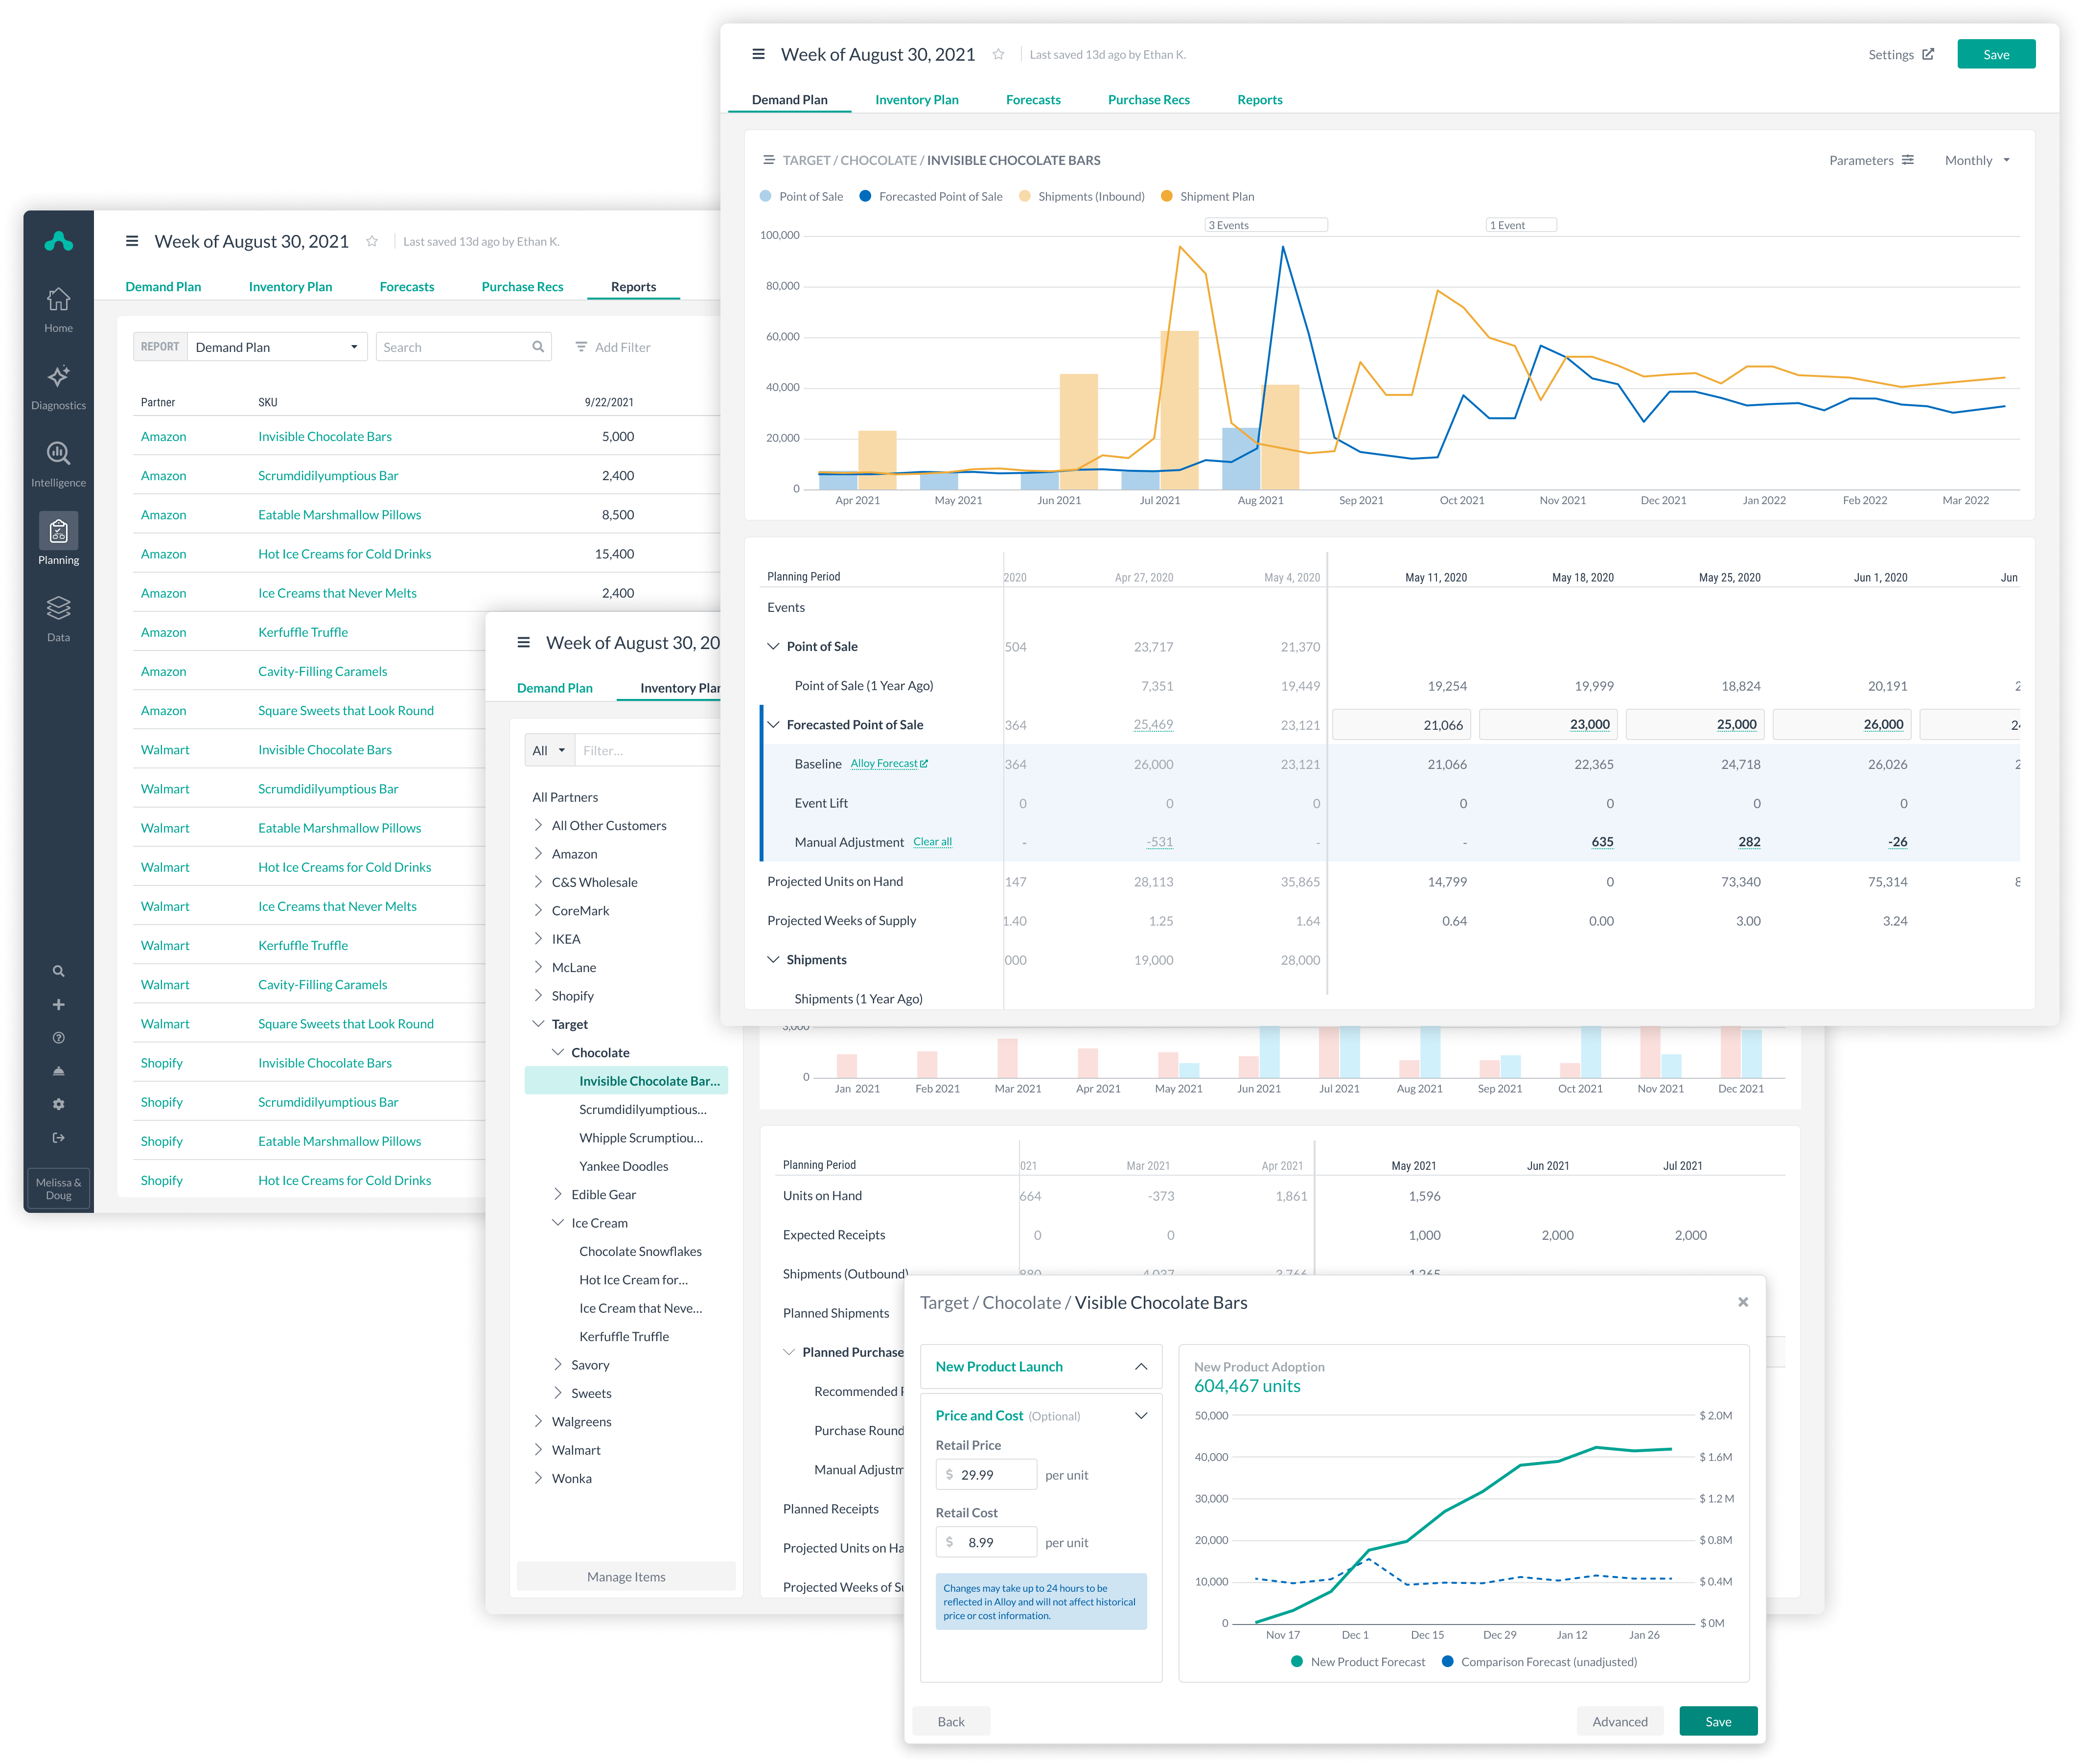 Week of August 30, 2021 Last saved 13d ago by Ethan K. Settings Save
Demand Plan Inventory Plan Forecasts Purchase Recs Reports
TARGET / CHOCOLATE / INVISIBLE CHOCOLATE BARS Parameters Monthly
Point of Sale Forecasted Point of Sale Shipments (Inbound) Shipment Plan
3 Events 1 Event
100,000
80,000
60,000
40,000
20,000
0
Apr 2021 May 2021 Jun 2021 Jul 2021 Aug 2021 Sep 2021 Oct 2021 Nov 2021 Dec 2021 Jan 2022 Feb 2022 Mar 2022
Planning Period 2020 Apr 27, 2020 May 4, 2020 May 11, 2020 May 18, 2020 May 25, 2020 Jun 1, 2020 Jun
Events
Point of Sale 504 23,717 21,370
Point of Sale (1 Year Ago) 7,351 19,449 19,254 19,999 18,824 20,191 2
Forecasted Point of Sale 364 25,469 23,121 21,066 23,000 25,000 26,000 24
Baseline Alloy Forecast 364 26,000 23,121 21,066 22,365 24,718 26,026 2
Event Lift 0 0 0 0 0 0 0
Manual Adjustment Clear all - -531 - - 635 282 -26
Projected Units on Hand 147 28,113 35,865 14,799 0 73,340 75,314 8
Projected Weeks of Supply 1.40 1.25 1.64 0.64 0.00 3.00 3.24
Shipments 000 19,000 28,000
Shipments (1 Year Ago)
Home
Diagnostics
Intelligence
Planning
Data
Melissa &
Doug
Week of August 30, 2021 Last saved 13d ago by Ethan K.
Demand Plan Inventory Plan Forecasts Purchase Recs Reports
REPORT Demand Plan Search Add Filter
Partner SKU 9/22/2021
Amazon Invisible Chocolate Bars 5,000
Amazon Scrumdidilyumptious Bar 2,400
Amazon Eatable Marshmallow Pillows 8,500
Amazon Hot Ice Creams for Cold Drinks 15,400
Amazon Ice Creams that Never Melts 2,400
Amazon Kerfuffle Truffle
Amazon Cavity-Filling Caramels
Amazon Square Sweets that Look Round
Walmart Invisible Chocolate Bars
Walmart Scrumdidilyumptious Bar
Walmart Eatable Marshmallow Pillows
Walmart Hot Ice Creams for Cold Drinks
Walmart Ice Creams that Never Melts
Walmart Kerfuffle Truffle
Walmart Cavity-Filling Caramels
Walmart Square Sweets that Look Round
Shopify Invisible Chocolate Bars
Shopify Scrumdidilyumptious Bar
Shopify Eatable Marshmallow Pillows
Shopify Hot Ice Creams for Cold Drinks
Week of August 30, 20
Demand Plan Inventory Plan
All Filter...
All Partners
All Other Customers
Amazon
C&S Wholesale
CoreMark
IKEA
McLane
Shopify
Target
Chocolate
Invisible Chocolate Bar...
Scrumdidilyumptious...
Whipple Scrumptiou...
Yankee Doodles
Edible Gear
Ice Cream
Chocolate Snowflakes
Hot Ice Cream for...
Ice Cream that Neve...
Kerfuffle Truffle
Savory
Sweets
Walgreens
Walmart
Wonka
Manage Items
3,000
0
Jan 2021 Feb 2021 Mar 2021 Apr 2021 May 2021 Jun 2021 Jul 2021 Aug 2021 Sep 2021 Oct 2021 Nov 2021 Dec 2021
Planning Period 021 Mar 2021 Apr 2021 May 2021 Jun 2021 Jul 2021
Units on Hand 664 -373 1,861 1,596
Expected Receipts 0 0 1,000 2,000 2,000
Shipments (Outbound) 880 4,037 3,766 1,265
Planned Shipments
Planned Purchase
Recommended
Purchase Round
Manual Adjustm
Planned Receipts
Projected Units on Ha
Projected Weeks of Su
Target / Chocolate / Visible Chocolate Bars
New Product Launch
Price and Cost (Optional)
Retail Price
$ 29.99 per unit
Retail Cost
$ 8.99 per unit
Changes may take up to 24 hours to be
reflected in Alloy and will not affect historical
price or cost information.
New Product Adoption
604,467 units
50,000 $ 2.0M
40,000 $ 1.6M
30,000 $ 1.2 M
20,000 $ 0.8M
10,000 $ 0.4M
0 $ 0M
Nov 17 Dec 1 Dec 15 Dec 29 Jan 12 Jan 26
New Product Forecast Comparison Forecast (unadjusted)
Back Advanced Save